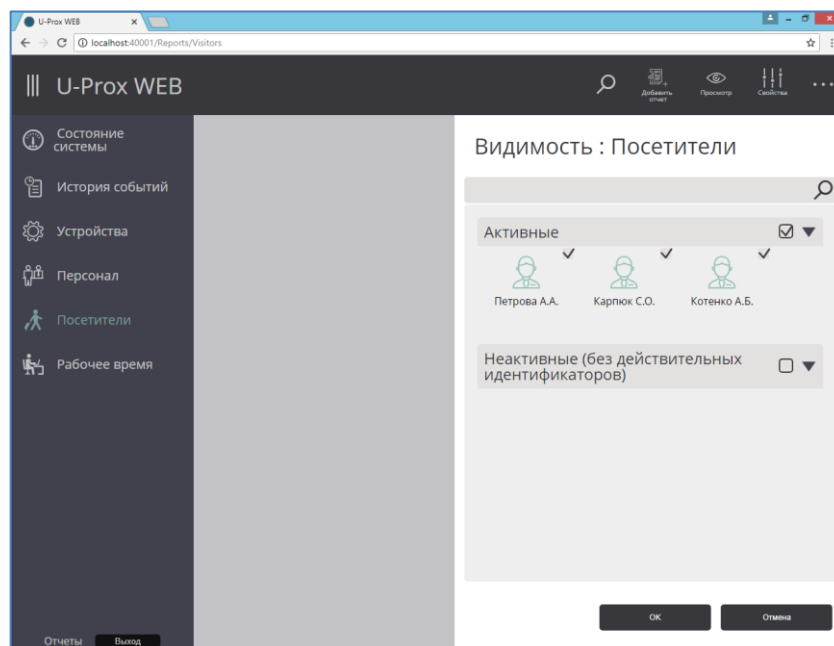 U-Prox WEB
localhost:40001/Reports/Visitors
U-Prox WEB
Добавить
отчет
Просмотр
Свойства
Состояние
системы
История событий
Устройства
Персонал
Посетители
Рабочее время
Отчеты
Выход
Видимость : Посетители
Активные
Петрова А.А.
Карпюк С.О.
Котенко А.Б.
Неактивные (без действительных
идентификаторов)
ОК
Отмена